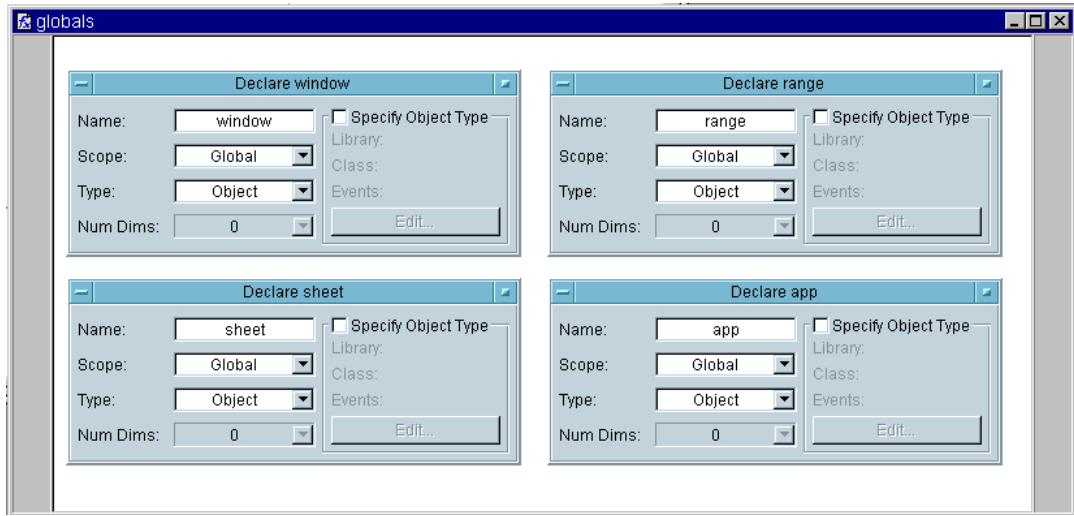 globals
Declare window
Name: window
Specify Object Type
Library:
Scope: Global
Class:
Type: Object
Events:
Edit...
Num Dims: 0
Declare range
Name: range
Specify Object Type
Library:
Scope: Global
Class:
Type: Object
Events:
Edit...
Num Dims: 0
Declare sheet
Name: sheet
Specify Object Type
Library:
Scope: Global
Class:
Type: Object
Events:
Edit...
Num Dims: 0
Declare app
Name: app
Specify Object Type
Library:
Scope: Global
Class:
Type: Object
Events:
Edit...
Num Dims: 0